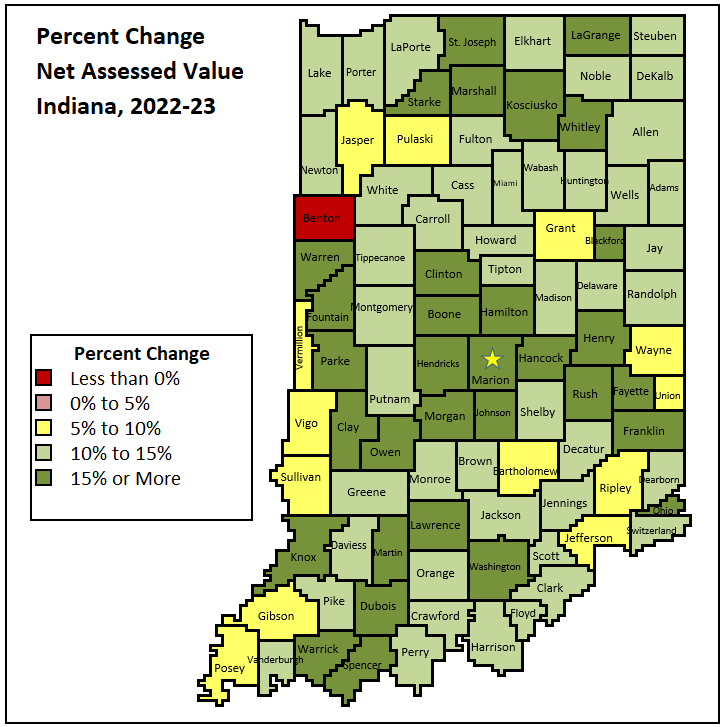 Percent Change
Net Assessed Value
Indiana, 2022-23
St. Joseph
LaGrange
Steuben
LaPorte
Elkhart
Lake
Porter
Noble
DeKalb
Marshall
Starke
Kosciusko
Whitley
Allen
Jasper
Pulaski
Fulton
Newton
Wabash
Huntington
White
Cass
Miami
Wells
Adams
Benton
Carroll
Grant
Howard
Blackford
Jay
Warren
Tippecanoe
Clinton
Tipton
Delaware
Madison
Randolph
Fountain
Montgomery
Boone
Hamilton
Vermillion
Henry
Wayne
Parke
Hendricks
Hancock
Marion
Percent Change
Less than 0%
0% to 5%
5% to 10%
10% to 15%
15% or More
Putnam
Rush
Fayette
Union
Vigo
Clay
Morgan
Johnson
Shelby
Franklin
Owen
Decatur
Sullivan
Monroe
Brown
Bartholomew
Dearborn
Greene
Ripley
Jennings
Ohio
Lawrence
Jackson
Switzerland
Jefferson
Knox
Daviess
Martin
Scott
Washington
Orange
Clark
Gibson
Pike
Dubois
Crawford
Floyd
Harrison
Posey
Vanderburgh
Warrick
Spencer
Perry